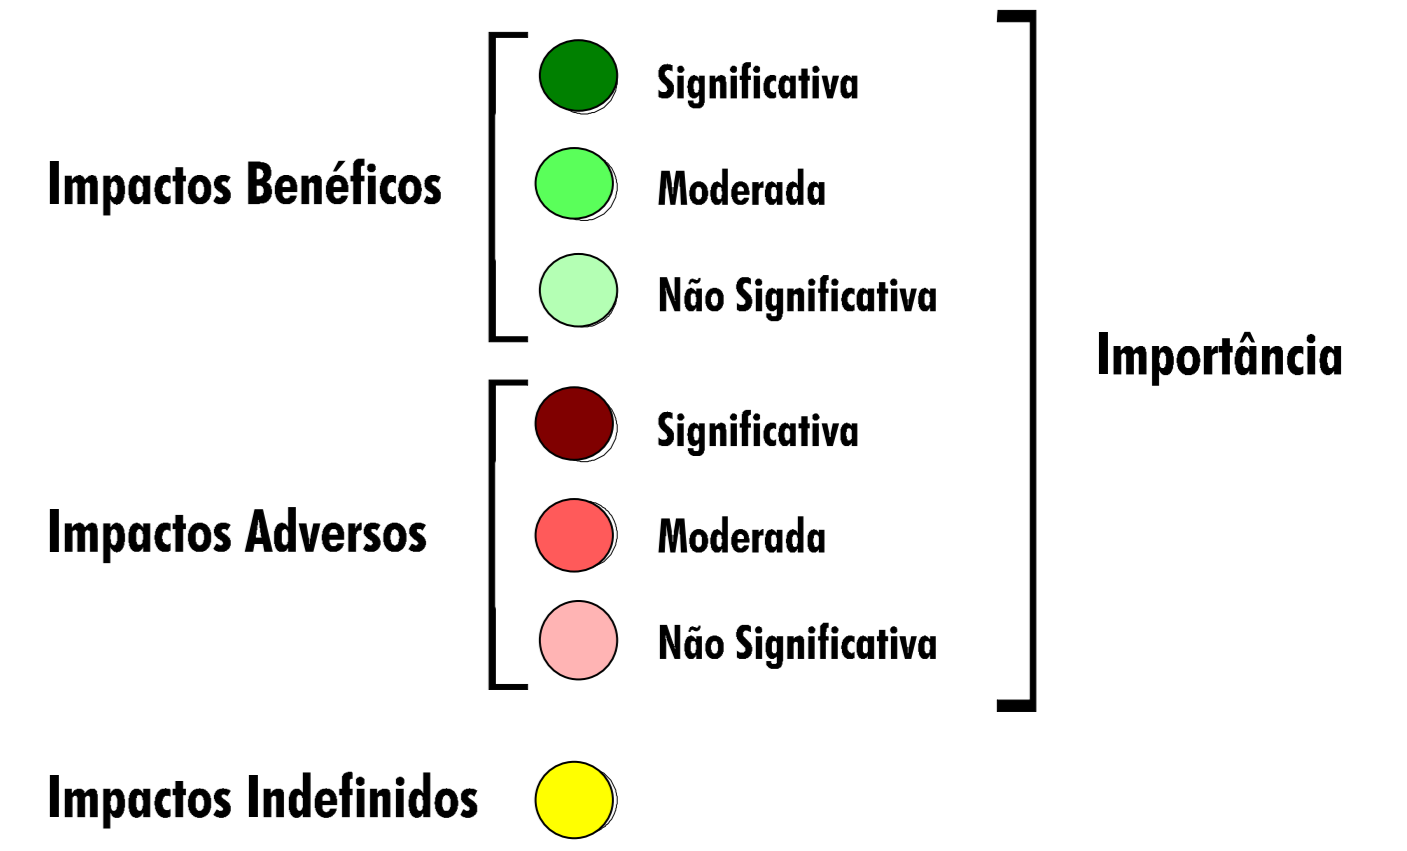 Impactos Benéficos
Significativa
Moderada
Não Significativa
Impactos Adversos
Significativa
Moderada
Não Significativa
Importância
Impactos Indefinidos